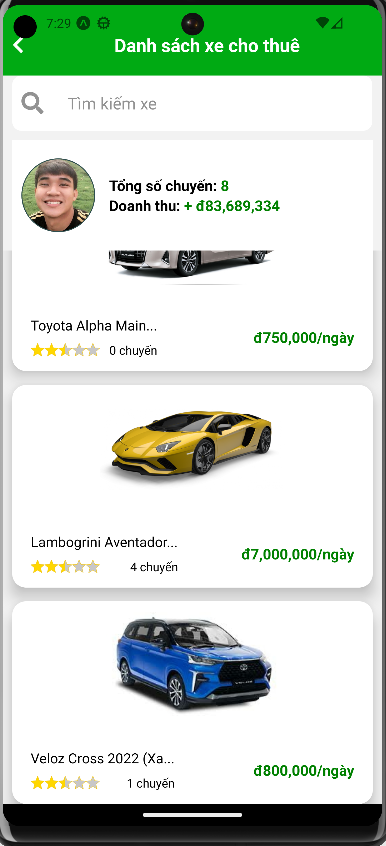 7:29
Danh sách xe cho thuê
Tìm kiếm xe
Tổng số chuyến: 8
Doanh thu: + đ83,689,334
Toyota Alpha Main...
0 chuyến
đ750,000/ngày
Lambogrini Aventador...
4 chuyến
đ7,000,000/ngày
Veloz Cross 2022 (Xa...
1 chuyến
đ800,000/ngày